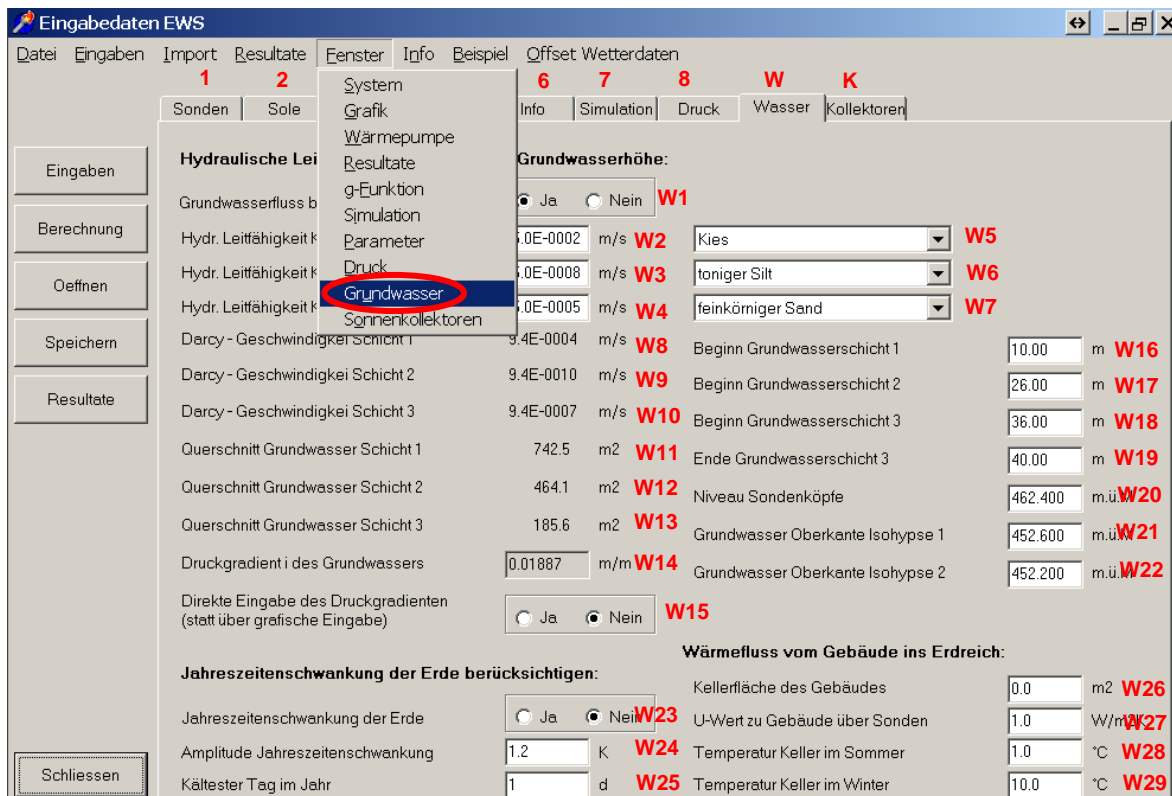 Eingabedaten EWS
Datei Eingaben Import Resultate Fenster Info Beispiel Offset Wetterdaten
1 2 6 7 8 W K
Sonden Sole Info Simulation Druck Wasser Kollektoren
System
Grafik
Wärmepumpe
Resultate
g-Funktion
Simulation
Parameter
Druck
Grundwasser
Sonnenkollektoren
Eingaben
Berechnung
Oeffnen
Speichern
Resultate
Schliessen
Hydraulische Lei Grundwasserhöhe:
Grundwasserfluss b Ja Nein W1
Hydr. Leitfähigkeit K .0E-0002 m/s W2 Kies W5
Hydr. Leitfähigkeit K .0E-0008 m/s W3 toniger Silt W6
Hydr. Leitfähigkeit K .0E-0005 m/s W4 feinkörniger Sand W7
Darcy - Geschwindigkei Schicht 1 9.4E-0004 m/s W8
Darcy - Geschwindigkei Schicht 2 9.4E-0010 m/s W9
Darcy - Geschwindigkei Schicht 3 9.4E-0007 m/s W10
Querschnitt Grundwasser Schicht 1 742.5 m2 W11
Querschnitt Grundwasser Schicht 2 464.1 m2 W12
Querschnitt Grundwasser Schicht 3 185.6 m2 W13
Druckgradient i des Grundwassers 0.01887 m/m W14
Direkte Eingabe des Druckgradienten
(statt über grafische Eingabe) Ja Nein W15
Beginn Grundwasserschicht 1 10.00 m W16
Beginn Grundwasserschicht 2 26.00 m W17
Beginn Grundwasserschicht 3 36.00 m W18
Ende Grundwasserschicht 3 40.00 m W19
Niveau Sondenköpfe 462.400 m.ü.M W20
Grundwasser Oberkante Isohypse 1 452.600 m.ü.M W21
Grundwasser Oberkante Isohypse 2 452.200 m.ü.M W22
Jahreszeitenschwankung der Erde berücksichtigen:
Jahreszeitenschwankung der Erde Ja Nein W23
Amplitude Jahreszeitenschwankung 1.2 K W24
Kältester Tag im Jahr 1 d W25
Wärmefluss vom Gebäude ins Erdreich:
Kellerfläche des Gebäudes 0.0 m2 W26
U-Wert zu Gebäude über Sonden 1.0 W/m2K W27
Temperatur Keller im Sommer 1.0 °C W28
Temperatur Keller im Winter 10.0 °C W29